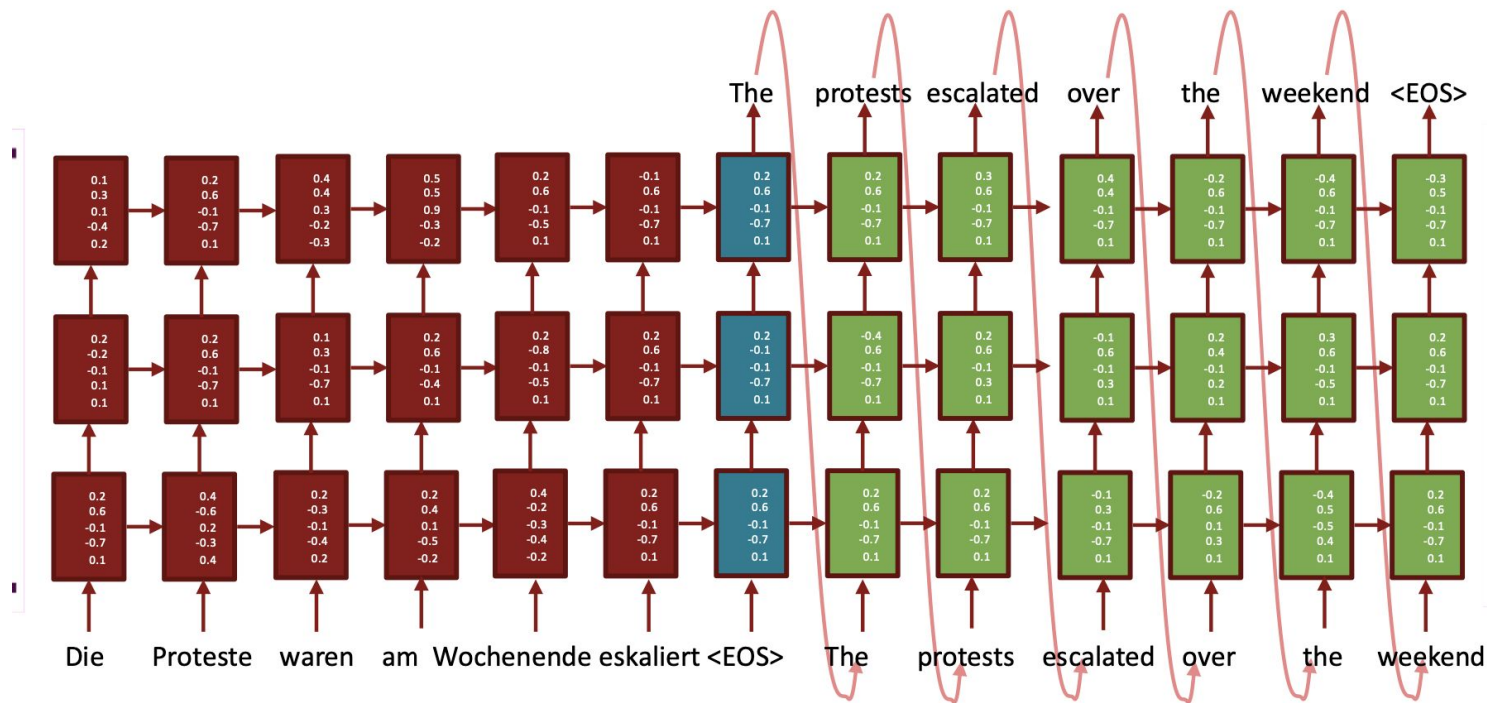 The protests escalated over the weekend <EOS>
0.1 0.2 0.4 0.5 0.2 -0.1 0.2 0.2 0.3 0.4 -0.2 -0.4 -0.3
0.3 0.6 0.4 0.5 0.6 0.6 0.6 0.6 0.6 0.4 0.6 0.6 0.5
0.1 -0.1 0.3 0.9 -0.1 -0.1 -0.1 -0.1 -0.1 -0.1 -0.1 -0.1 -0.1
-0.4 -0.7 -0.2 -0.3 -0.5 -0.7 -0.7 -0.7 -0.7 -0.7 -0.7 -0.7 -0.7
0.2 0.1 -0.3 -0.2 0.1 0.1 0.1 0.1 0.1 0.1 0.1 0.1 0.1
0.2 0.2 0.1 0.2 0.2 0.2 0.2 -0.4 0.2 -0.1 0.2 0.3 0.2
-0.2 0.6 0.3 0.6 -0.8 0.6 -0.1 0.6 0.6 0.6 0.4 0.6 0.6
-0.1 -0.1 -0.1 -0.1 -0.1 -0.1 -0.1 -0.1 -0.1 -0.1 -0.1 -0.1 -0.1
0.1 -0.7 -0.7 -0.4 -0.5 -0.7 -0.7 -0.7 0.3 0.3 0.2 -0.5 -0.7
0.1 0.1 0.1 0.1 0.1 0.1 0.1 0.1 0.1 0.1 0.1 0.1 0.1
0.2 0.4 0.2 0.2 0.4 0.2 0.2 0.2 0.2 -0.1 -0.2 -0.4 0.2
0.6 -0.6 -0.3 0.4 -0.2 0.6 0.6 0.6 0.6 0.3 0.6 0.5 0.6
-0.1 0.2 -0.1 0.1 -0.3 -0.1 -0.1 -0.1 -0.1 -0.1 0.1 -0.5 -0.1
-0.7 -0.3 -0.4 -0.5 -0.4 -0.7 -0.7 -0.7 -0.7 -0.7 0.3 0.4 -0.7
0.1 0.4 0.2 -0.2 -0.2 0.1 0.1 0.1 0.1 0.1 0.1 0.1 0.1
Die Proteste waren am Wochenende eskaliert <EOS> The protests escalated over the weekend